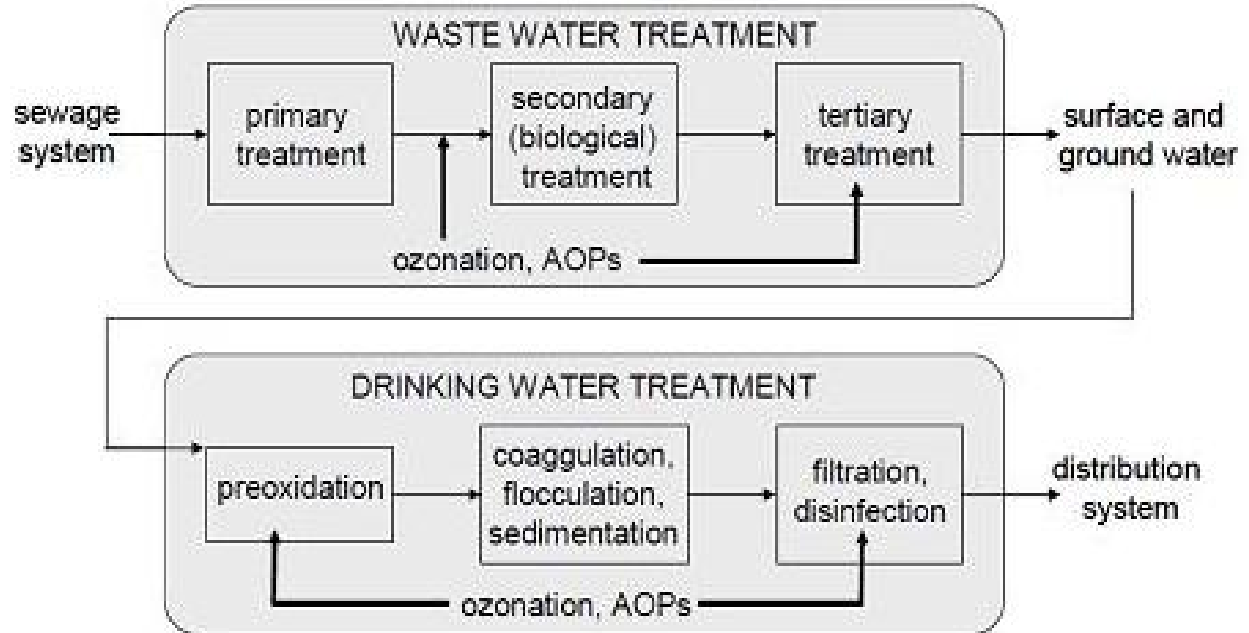 WASTE WATER TREATMENT
sewage
system
primary
treatment
secondary
(biological)
treatment
tertiary
treatment
surface and
ground water
ozonation, AOPs
DRINKING WATER TREATMENT
preoxidation
coaggulation,
flocculation,
sedimentation
filtration,
disinfection
distribution
system
ozonation, AOPs